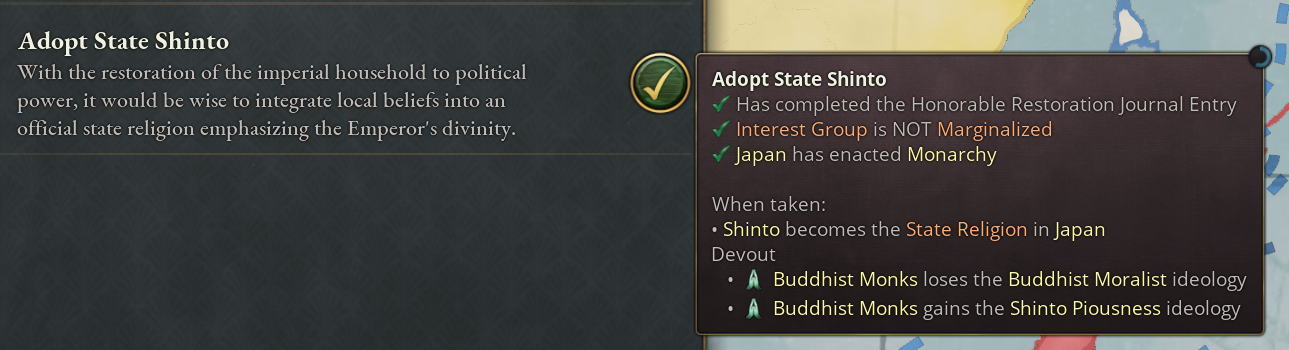 Adopt State Shinto
With the restoration of the imperial household to political
power, it would be wise to integrate local beliefs into an
official state religion emphasizing the Emperor's divinity.
Adopt State Shinto
Has completed the Honorable Restoration Journal Entry
Interest Group is NOT Marginalized
Japan has enacted Monarchy
When taken:
• Shinto becomes the State Religion in Japan
Devout
• Buddhist Monks loses the Buddhist Moralist ideology
• Buddhist Monks gains the Shinto Piousness ideology